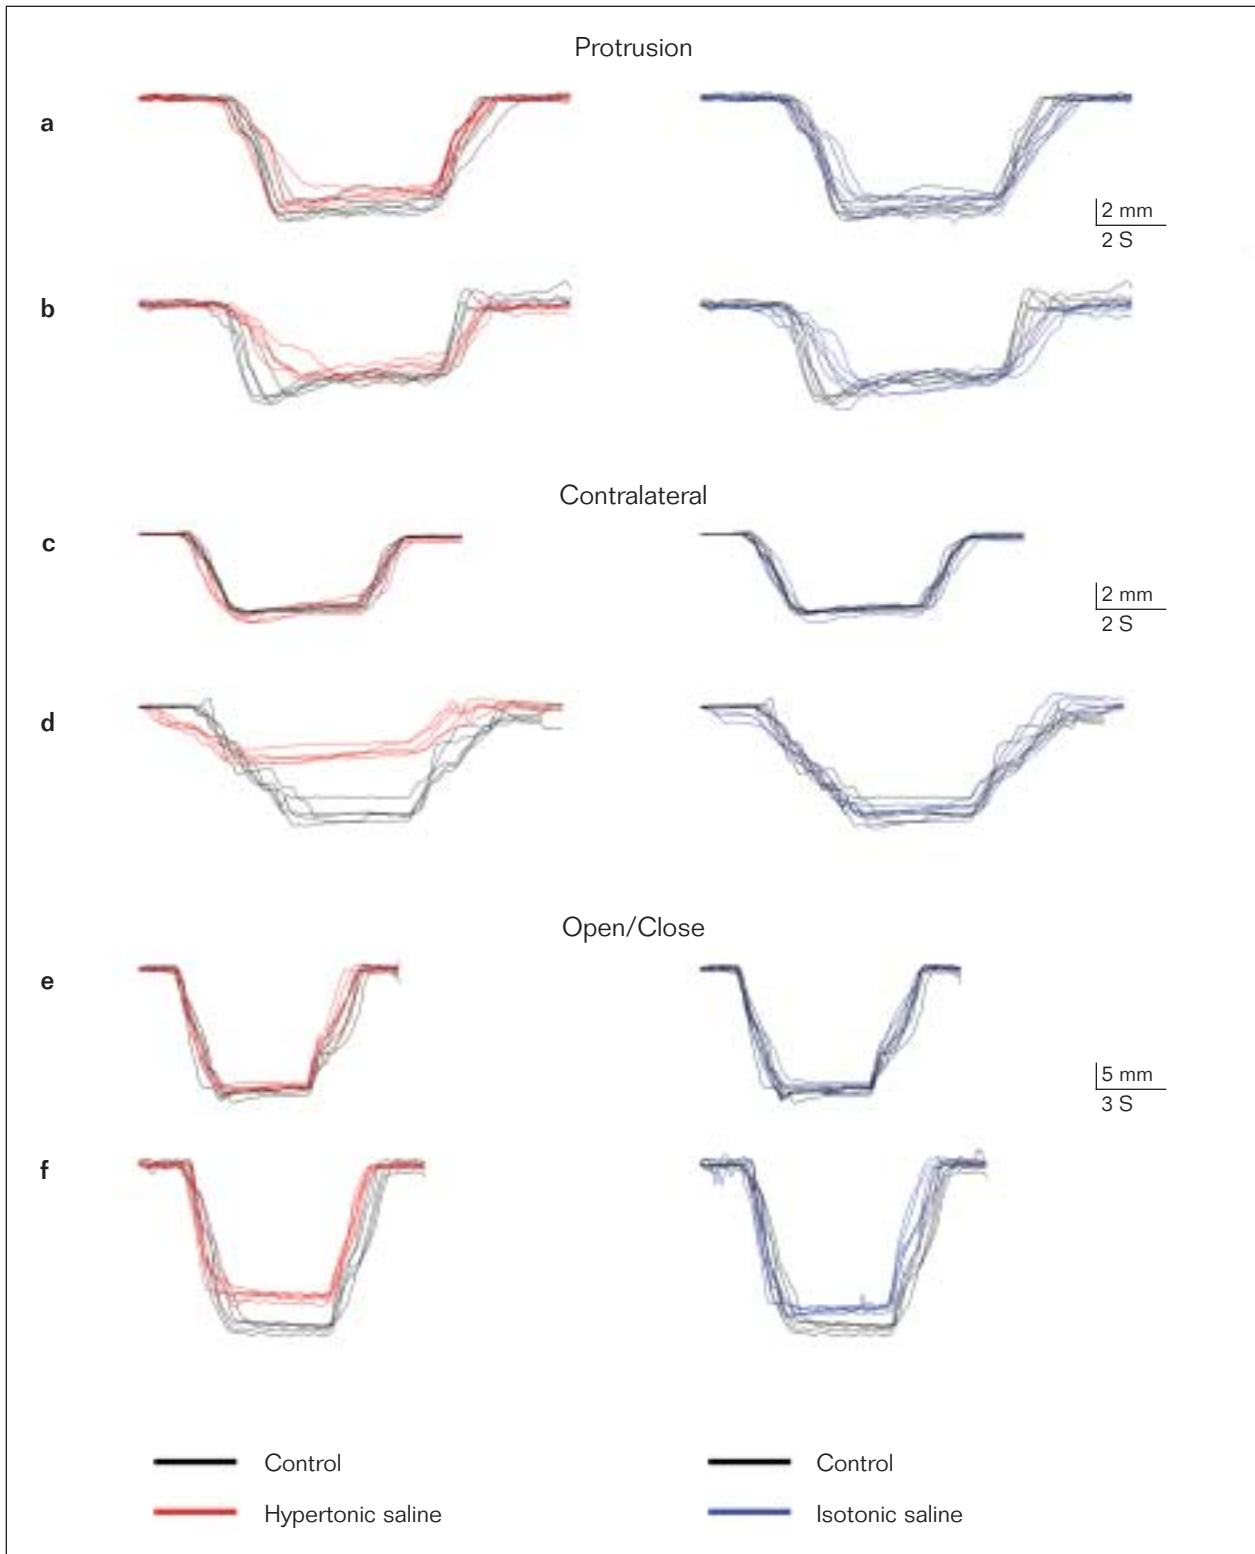 Protrusion
a
2 mm
2 S
b
Contralateral
c
2 mm
2 S
d
Open/Close
e
5 mm
3 S
f
Control
Control
Hypertonic saline
Isotonic saline